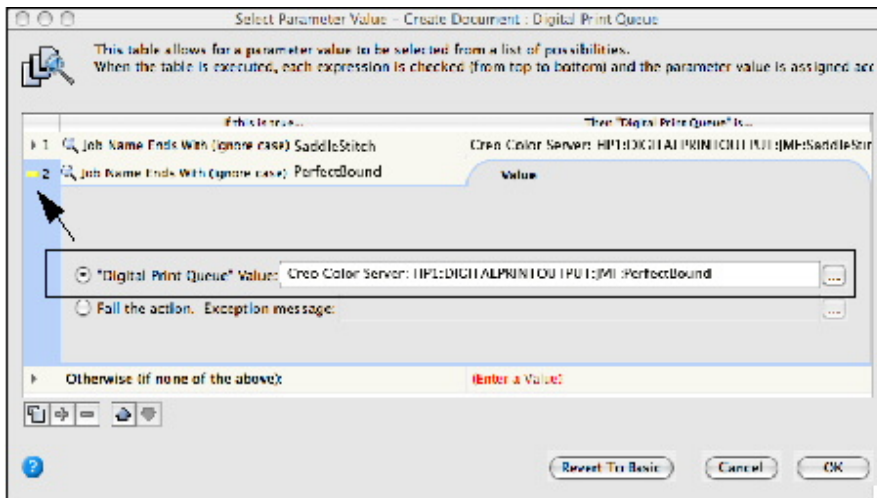 Select Parameter Value – Create Document : Digital Print Queue
This table allows for a parameter value to be selected from a list of possibilities.
When the table is executed, each expression is checked (from top to bottom) and the parameter value is assigned acc
If this is true... Then "Digital Print Queue" is...
1 Job Name Ends With (ignore case) SaddleStitch Creo Color Server: HP1:DIGITALPRINTOUTPUT:JMF:SaddleStit
2 Job Name Ends With (ignore case) PerfectBound Value
"Digital Print Queue" Value: Creo Color Server: HP1:DIGITALPRINTOUTPUT:JMF:PerfectBound ...
Fail the action. Exception message: ...
Otherwise (if none of the above): (Enter a Value)
? Revert To Basic Cancel OK